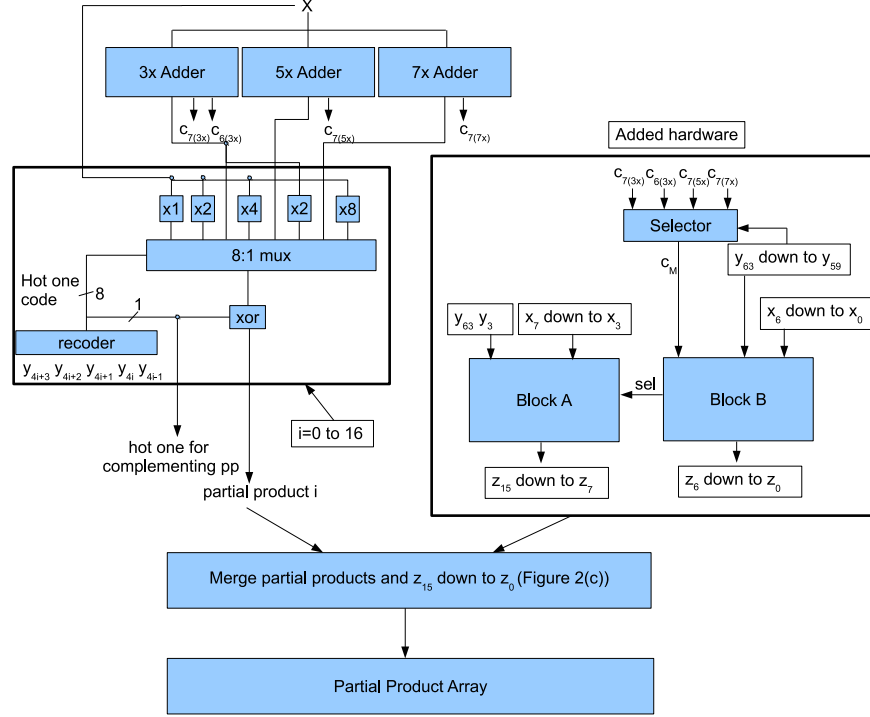 X
3x Adder
5x Adder
7x Adder
c7(3x) c6(3x)
c7(5x)
c7(7x)
Added hardware
c7(3x) c6(3x) c7(5x) c7(7x)
x1
x2
x4
x2
x8
Selector
8:1 mux
cM
y63 down to y59
Hot one
code
8
1
xor
y63 y3
x7 down to x3
x6 down to x0
recoder
y4i+3 y4i+2 y4i+1 y4i y4i-1
Block A
sel
Block B
i=0 to 16
hot one for
complementing pp
partial product i
z15 down to z7
z6 down to z0
Merge partial products and z15 down to z0 (Figure 2(c))
Partial Product Array